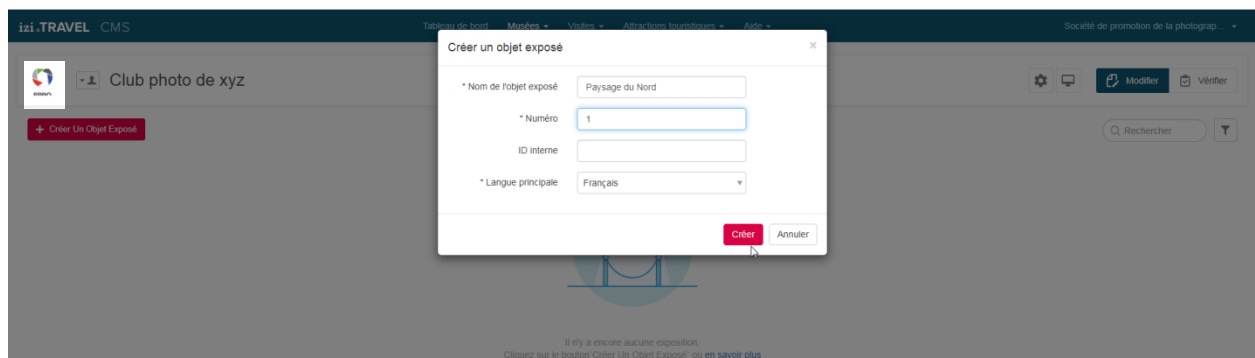 izi.TRAVEL CMS
Tableau de bord Musées Visites Attractions touristiques Aide
Société de promotion de la photograp...
Créer un objet exposé
×
Club photo de xyz
* Nom de l'objet exposé Paysage du Nord
Modifier
Vérifier
* Numéro 1
+ Créer Un Objet Exposé
Rechercher
ID interne
* Langue principale Français
Créer Annuler
Il n'y a encore aucune exposition.
Cliquez sur le bouton'Créer Un Objet Exposé' ou en savoir plus